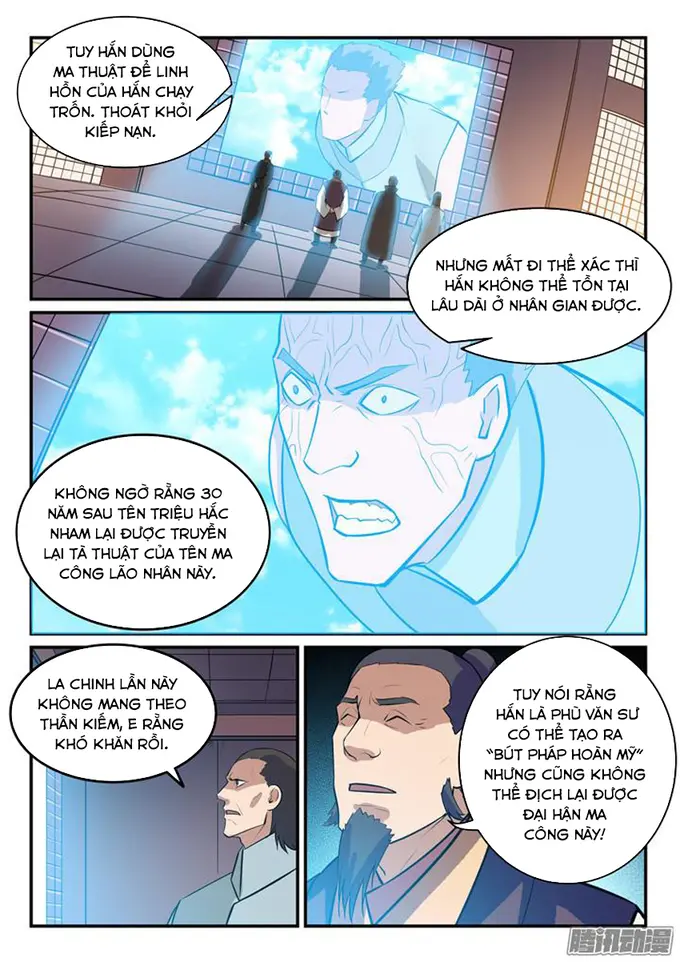 TUY HẮN DÙNG
MA THUẬT ĐỂ LINH
HỒN CỦA HẮN CHẠY
TRỐN. THOÁT KHỎI
KIẾP NẠN.
NHƯNG MẤT ĐI THỂ XÁC THÌ
HẮN KHÔNG THỂ TỒN TẠI
LÂU DÀI Ở NHÂN GIAN ĐƯỢC.
KHÔNG NGỜ RẰNG 30
NĂM SAU TÊN TRIỆU HẮC
NHAM LẠI ĐƯỢC TRUYỀN
LẠI TÀ THUẬT CỦA TÊN MA
CÔNG LÃO NHÂN NÀY.
LA CHINH LẦN NÀY
KHÔNG MANG THEO
THẦN KIẾM, E RẰNG
KHÓ KHĂN RỒI.
TUY NÓI RẰNG
HẮN LÀ PHÙ VĂN SƯ
CÓ THỂ TẠO RA
“BÚT PHÁP HOÀN MỸ”
NHƯNG CŨNG KHÔNG
THỂ ĐỊCH LẠI ĐƯỢC
ĐẠI HẬN MA
CÔNG NÀY!
腾讯动漫